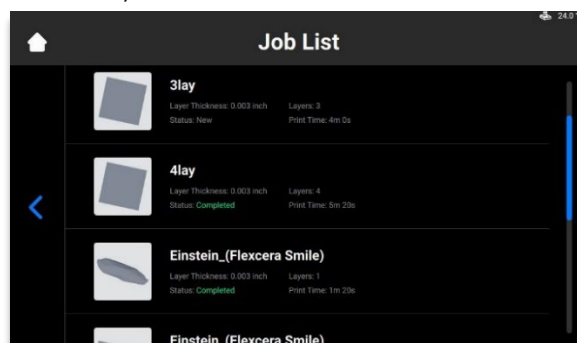 24.0
Job List
3lay
Layer Thickness: 0.003 inch Layers: 3
Status: New Print Time: 4m 0s
4lay
Layer Thickness: 0.003 inch Layers: 4
Status: Completed Print Time: 5m 29s
Einstein_(Flexcera Smile)
Layer Thickness: 0.003 inch Layers: 1
Status: Completed Print Time: 1m 29s
Einstein_(Flexcera Smile)